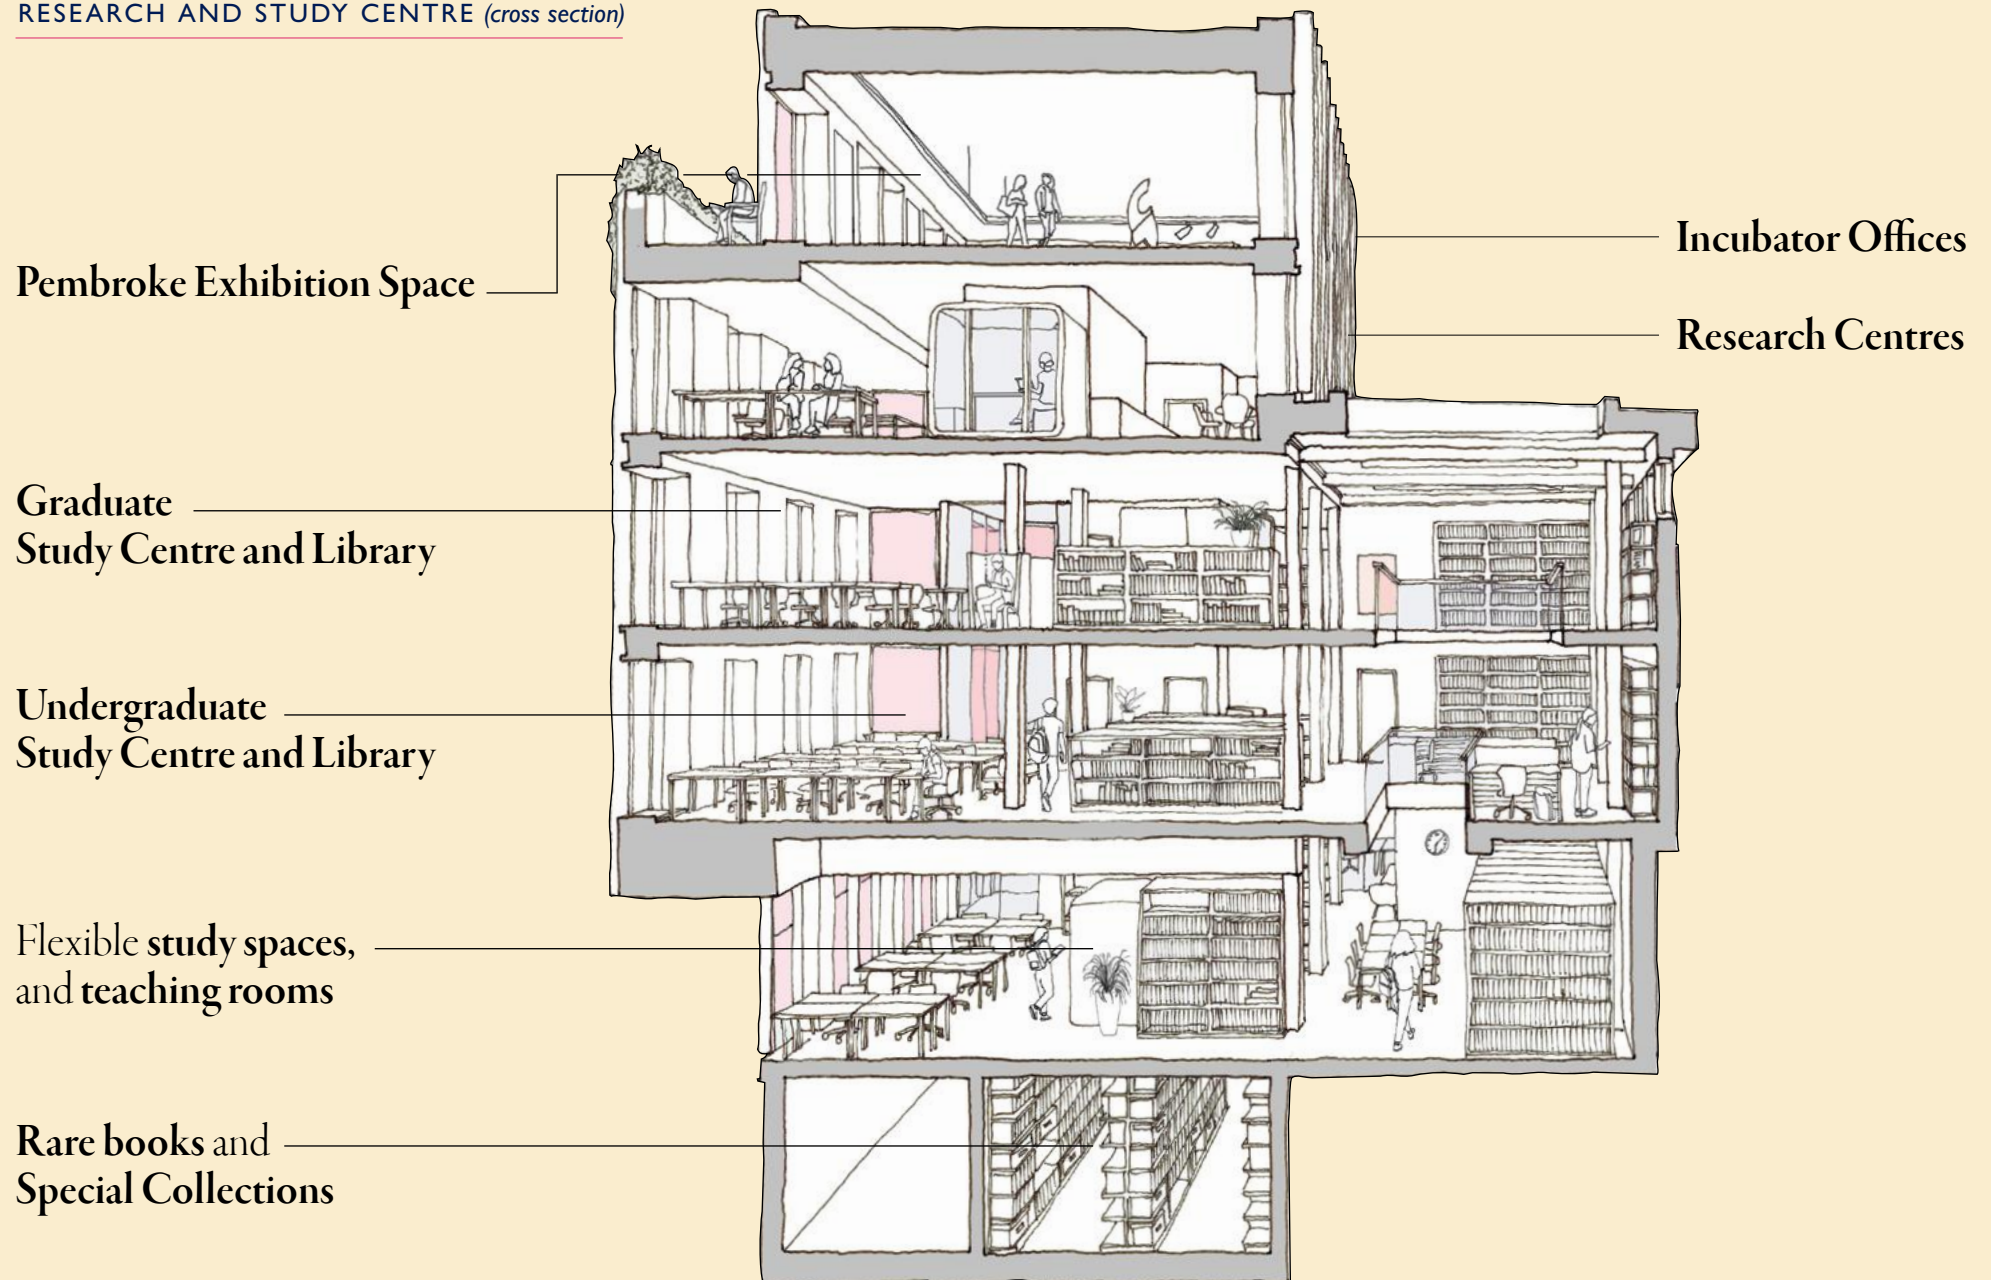 RESEARCH AND STUDY CENTRE (cross section)
Pembroke Exhibition Space
Graduate
Study Centre and Library
Undergraduate
Study Centre and Library
Flexible study spaces,
and teaching rooms
Rare books and
Special Collections
Incubator Offices
Research Centres